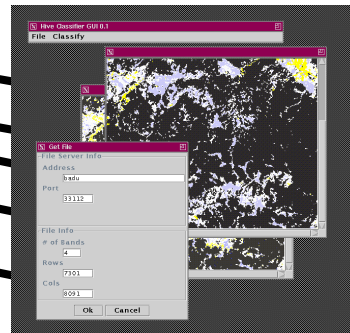 Hive Classifier GUI 0.1
File Classify
Get File
File Server Info
Address
badu
Port
33112
File Info
# of Bands
4
Rows
7301
Cols
8091
Ok Cancel